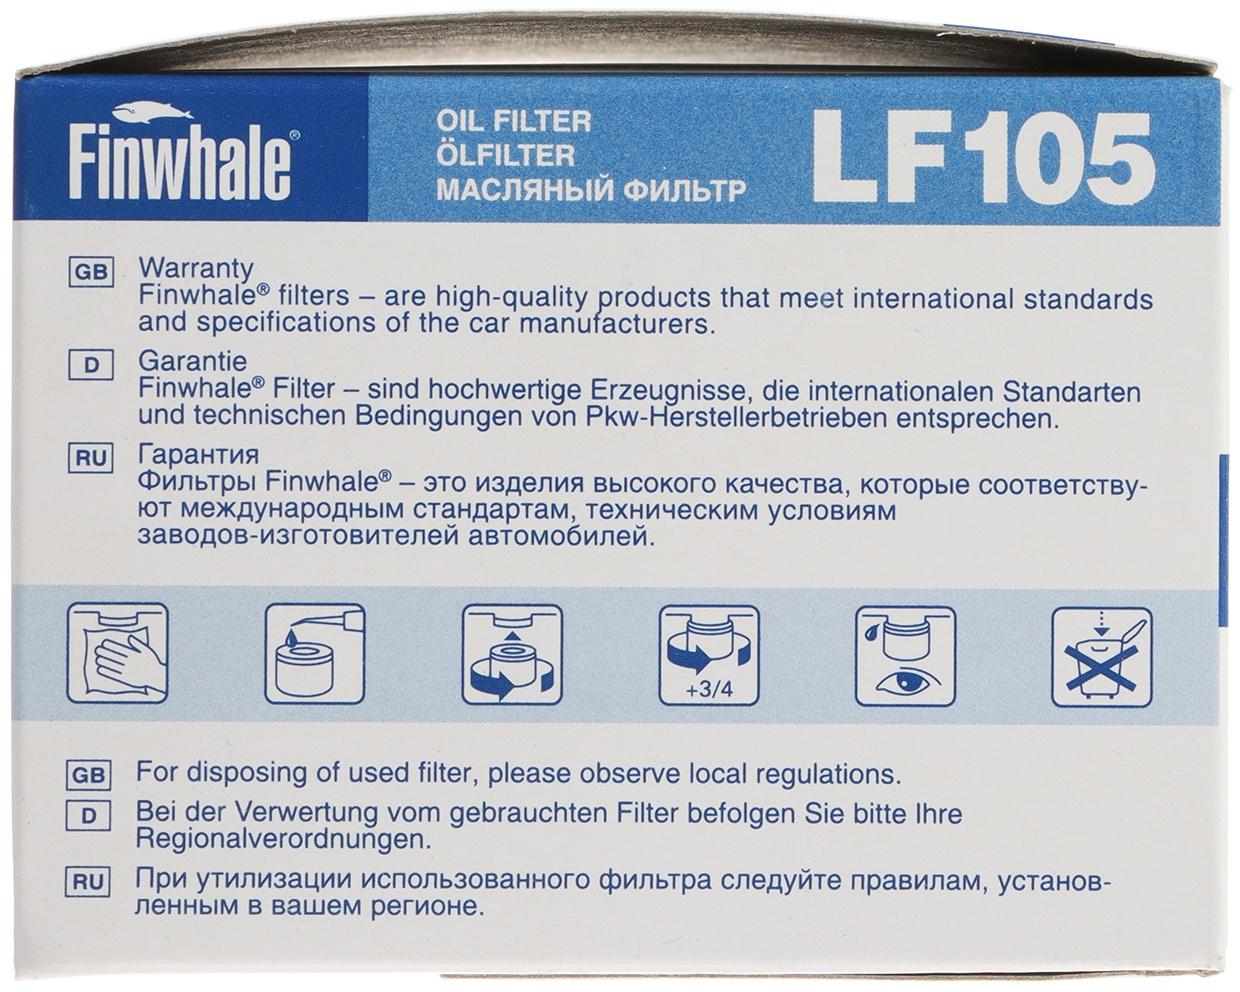 Finwhale®
OIL FILTER
ÖLFILTER
МАСЛЯНЫЙ ФИЛЬТР
LF105
GB Warranty
Finwhale® filters – are high-quality products that meet international standards
and specifications of the car manufacturers.
D Garantie
Finwhale® Filter – sind hochwertige Erzeugnisse, die internationalen Standarten
und technischen Bedingungen von Pkw-Herstellerbetrieben entsprechen.
RU Гарантия
Фильтры Finwhale® – это изделия высокого качества, которые соответству-
ют международным стандартам, техническим условиям
заводов-изготовителей автомобилей.
+3/4
GB For disposing of used filter, please observe local regulations.
D Bei der Verwertung vom gebrauchten Filter befolgen Sie bitte Ihre
Regionalverordnungen.
RU При утилизации использованного фильтра следуйте правилам, установ-
ленным в вашем регионе.